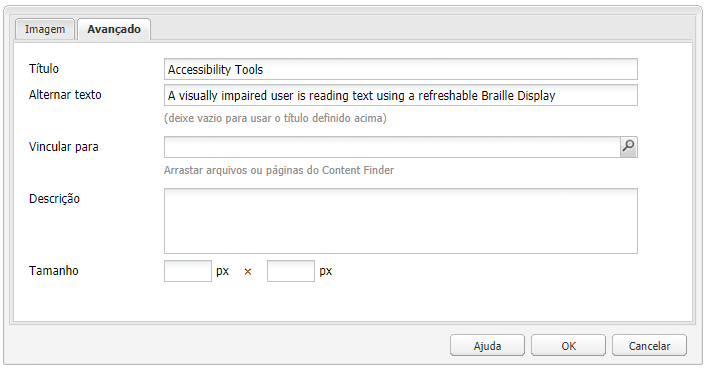 Imagem Avançado
Título Accessibility Tools
Alternar texto A visually impaired user is reading text using a refreshable Braille Display
(deixe vazio para usar o título definido acima)
Vincular para
Arrastar arquivos ou páginas do Content Finder
Descrição
Tamanho px × px
Ajuda OK Cancelar